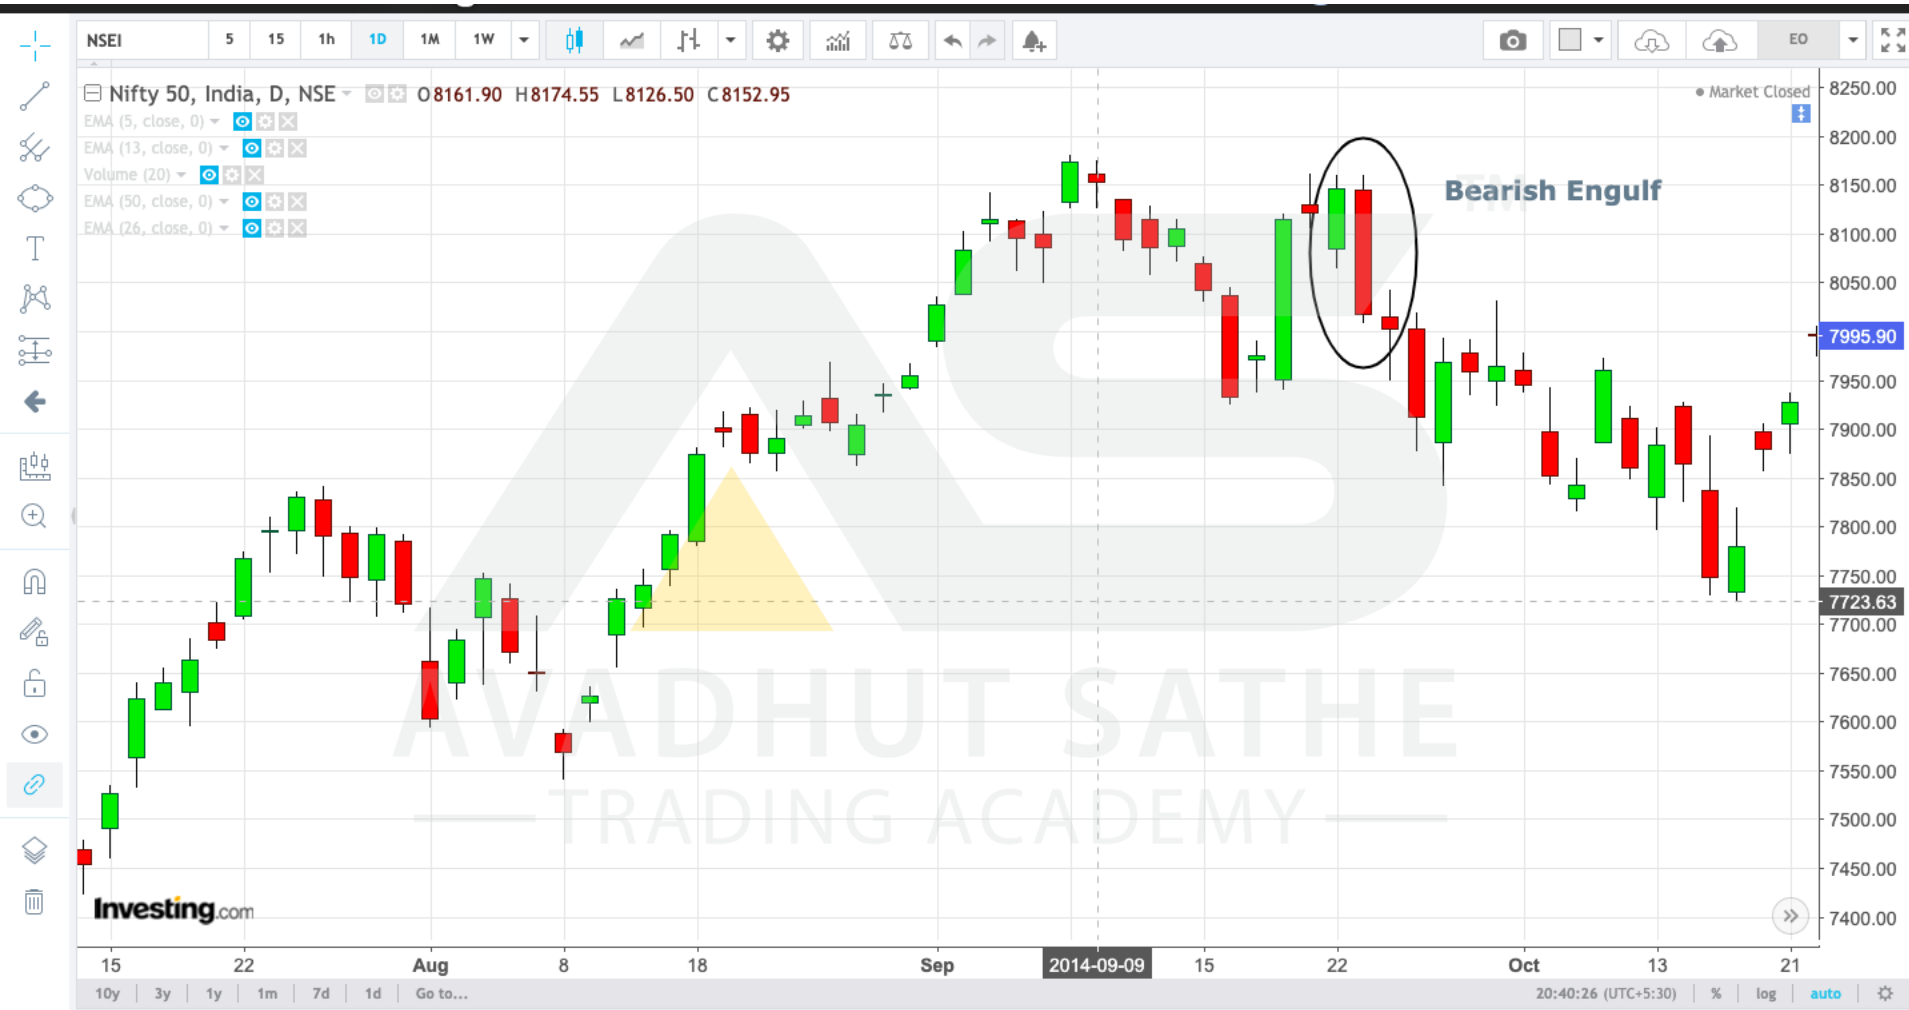 NSEI 5 15 1h 1D 1M 1W EO
Nifty 50, India, D, NSE O8161.90 H8174.55 L8126.50 C8152.95
Market Closed
EMA (5, close, 0)
EMA (13, close, 0)
Volume (20)
EMA (50, close, 0)
EMA (26, close, 0)
Bearish Engulf
TM
8250.00
8200.00
8150.00
8100.00
8050.00
7995.90
7950.00
7900.00
7850.00
7800.00
7750.00
7723.63
7700.00
7650.00
7600.00
7550.00
7500.00
7450.00
7400.00
AS
AVADHUT SATHE
TRADING ACADEMY
Investing.com
15 22 Aug 8 18 Sep 2014-09-09 15 22 Oct 13 21
10y 3y 1y 1m 7d 1d Go to... 20:40:26 (UTC+5:30) % log auto